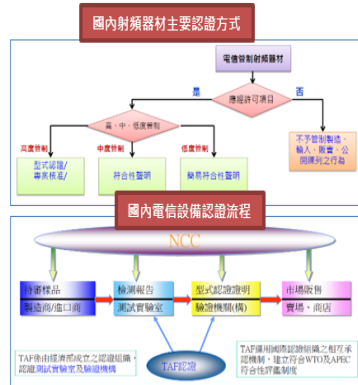 國內射頻器材主要認證方式
電信管制射頻器材
是
應經許可項目
否
高、中、低度管制
高度管制
中度管制
低度管制
型式認證/
專案核准/
符合性聲明
簡易符合性聲明
不予管制製造、
輸入、販賣、公
開陳列之行為
國內電信設備認證流程
NCC
待審樣品
製造商/進口商
檢測報告
測試實驗室
型式認證證明
驗證機關(構)
市場販售
賣場、商店
TAF係由經濟部成立之認證組織,
認證測試實驗室及驗證機構
TAF認證
TAF運用國際認證組織之相互承
認機制,建立符合WTO及APEC
符合性評鑑制度